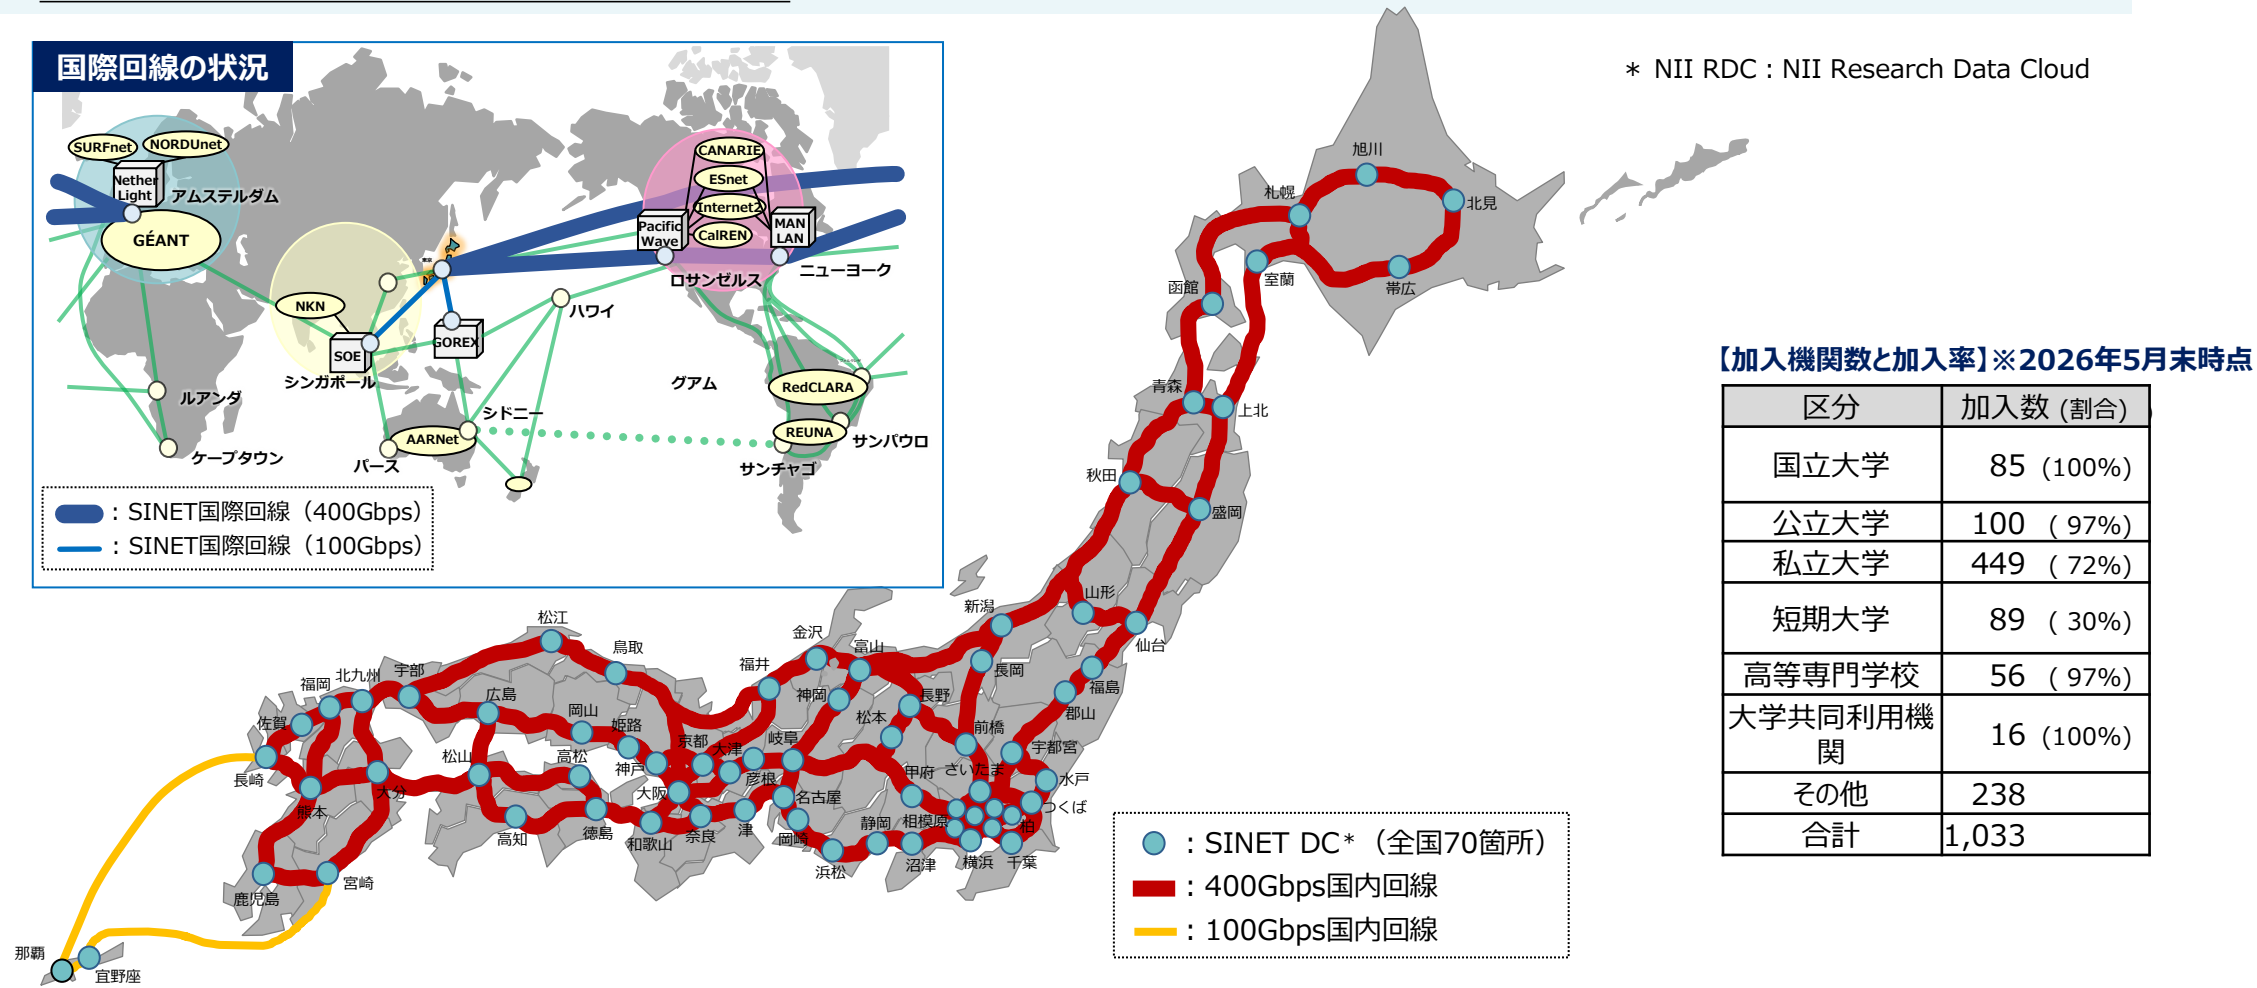 国際回線の状況
SURFnet
NORDUnet
Nether
Light
アムステルダム
GÉANT
NKN
SOE
シンガポール
GOREX
東京
ハワイ
グアム
CANARIE
ESnet
Internet2
CalREN
Pacific
Wave
MAN
LAN
ロサンゼルス
ニューヨーク
ルアンダ
ケープタウン
パース
AARNet
シドニー
RedCLARA
REUNA
サンパウロ
サンチャゴ
：SINET国際回線（400Gbps）
：SINET国際回線（100Gbps）
* NII RDC：NII Research Data Cloud
旭川
札幌
北見
函館
室蘭
帯広
青森
上北
秋田
盛岡
山形
仙台
新潟
長岡
福島
郡山
金沢
富山
福井
神岡
長野
松本
前橋
宇都宮
水戸
さいたま
つくば
甲府
柏
相模原
千葉
横浜
静岡
沼津
浜松
岡崎
名古屋
岐阜
津
彦根
大津
京都
奈良
大阪
和歌山
神戸
姫路
岡山
鳥取
松江
広島
宇部
高松
松山
徳島
高知
北九州
福岡
佐賀
長崎
熊本
大分
鹿児島
宮崎
那覇
宜野座
：SINET DC*（全国70箇所）
：400Gbps国内回線
：100Gbps国内回線
【加入機関数と加入率】※2026年5月末時点
区分 加入数 (割合)
国立大学 85 (100%)
公立大学 100 ( 97%)
私立大学 449 ( 72%)
短期大学 89 ( 30%)
高等専門学校 56 ( 97%)
大学共同利用機
関 16 (100%)
その他 238
合計 1,033